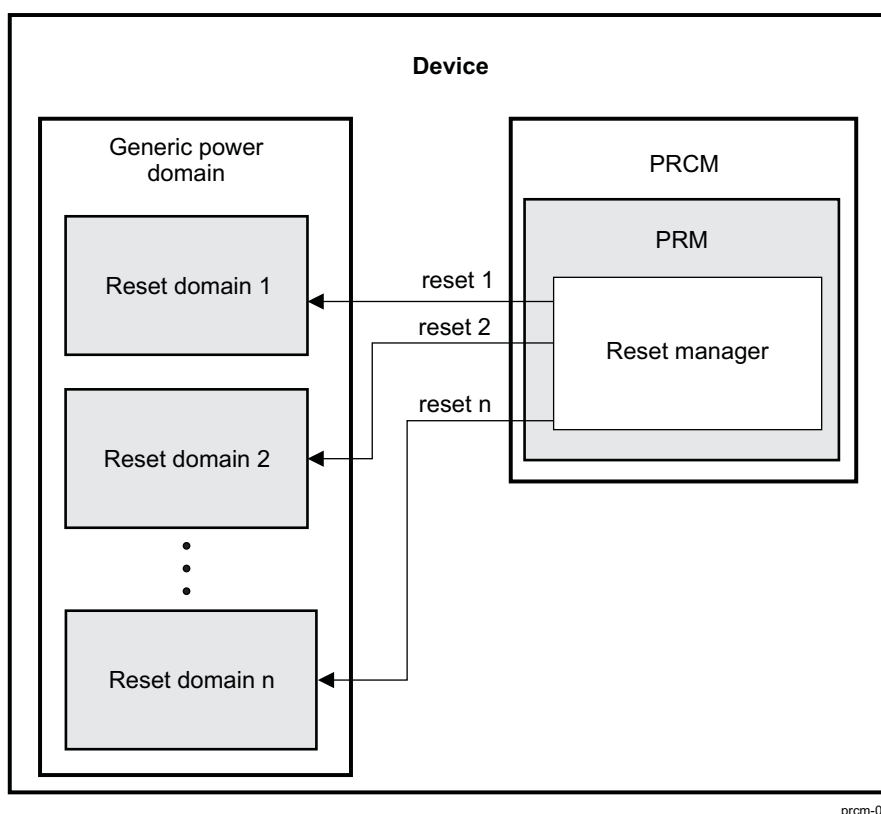 Device
Generic power
domain
Reset domain 1
Reset domain 2
Reset domain n
reset 1
reset 2
reset n
PRCM
PRM
Reset manager